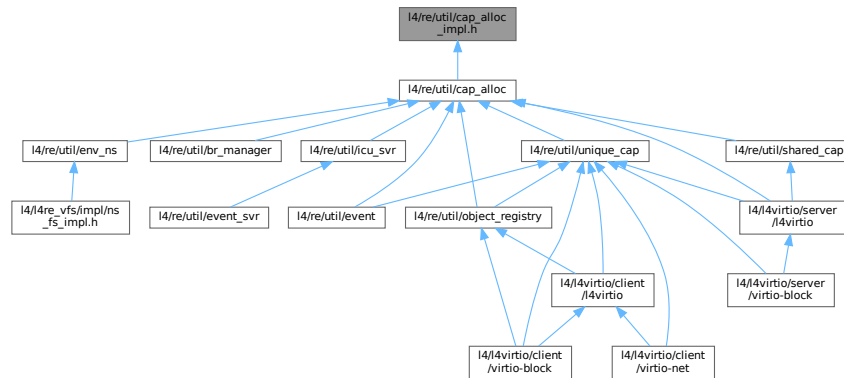 l4/re/util/cap_alloc
_impl.h
l4/re/util/cap_alloc
l4/re/util/env_ns
l4/re/util/br_manager
l4/re/util/icu_svr
l4/re/util/unique_cap
l4/re/util/shared_cap
l4/l4re_vfs/impl/ns
_fs_impl.h
l4/re/util/event_svr
l4/re/util/event
l4/re/util/object_registry
l4/l4virtio/server
/l4virtio
l4/l4virtio/client
/l4virtio
l4/l4virtio/server
/virtio-block
l4/l4virtio/client
/virtio-block
l4/l4virtio/client
/virtio-net